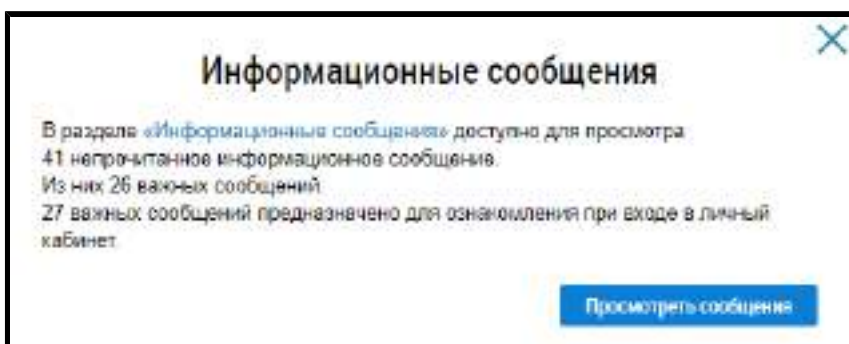 Информационные сообщения
В разделе «Информационные сообщения» доступно для просмотра
41 непрочитанное информационное сообщение.
Из них 26 важных сообщений.
27 важных сообщений предназначено для ознакомления при входе в личный
кабинет.
Просмотреть сообщения